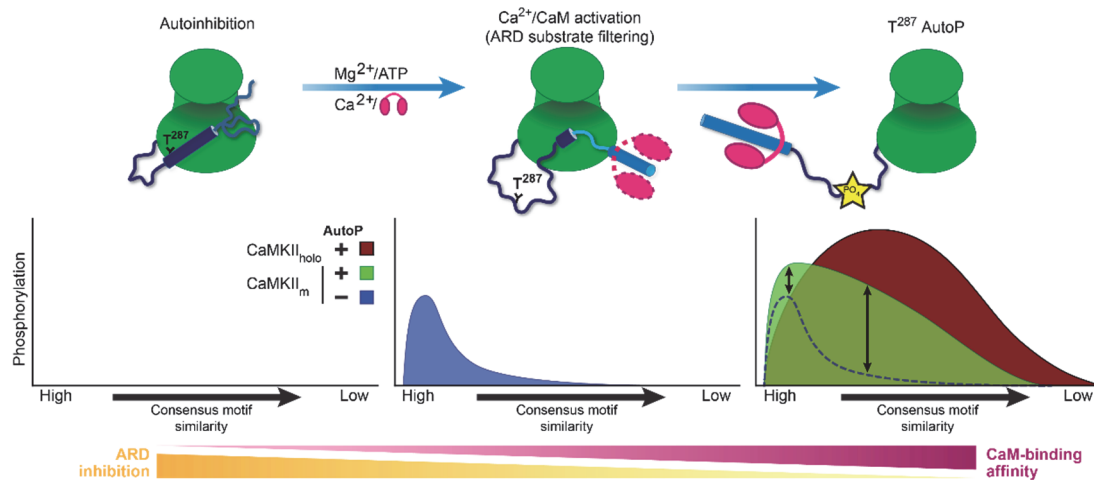 Autoinhibition
Ca²⁺/CaM activation
(ARD substrate filtering)
T²⁸⁷ AutoP
Mg²⁺/ATP
Ca²⁺/
T²⁸⁷
T²⁸⁷
PO₄
AutoP
CaMKIIholo +
CaMKIIm +
−
Phosphorylation
High Low
Consensus motif
similarity
High Low
Consensus motif
similarity
High Low
Consensus motif
similarity
ARD
inhibition
CaM-binding
affinity